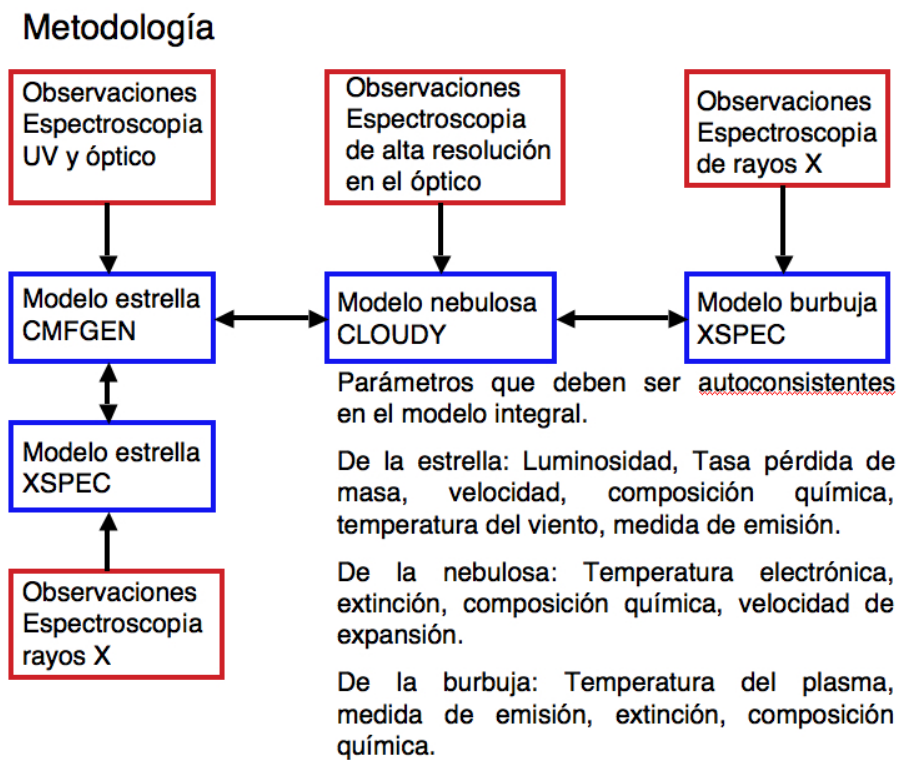 Metodología
Observaciones
Espectroscopia
UV y óptico
Observaciones
Espectroscopia
de alta resolución
en el óptico
Observaciones
Espectroscopia
de rayos X
Modelo estrella
CMFGEN
Modelo nebulosa
CLOUDY
Modelo burbuja
XSPEC
Modelo estrella
XSPEC
Observaciones
Espectroscopia
rayos X
Parámetros que deben ser autoconsistentes
en el modelo integral.
De la estrella: Luminosidad, Tasa pérdida de
masa, velocidad, composición química,
temperatura del viento, medida de emisión.
De la nebulosa: Temperatura electrónica,
extinción, composición química, velocidad de
expansión.
De la burbuja: Temperatura del plasma,
medida de emisión, extinción, composición
química.